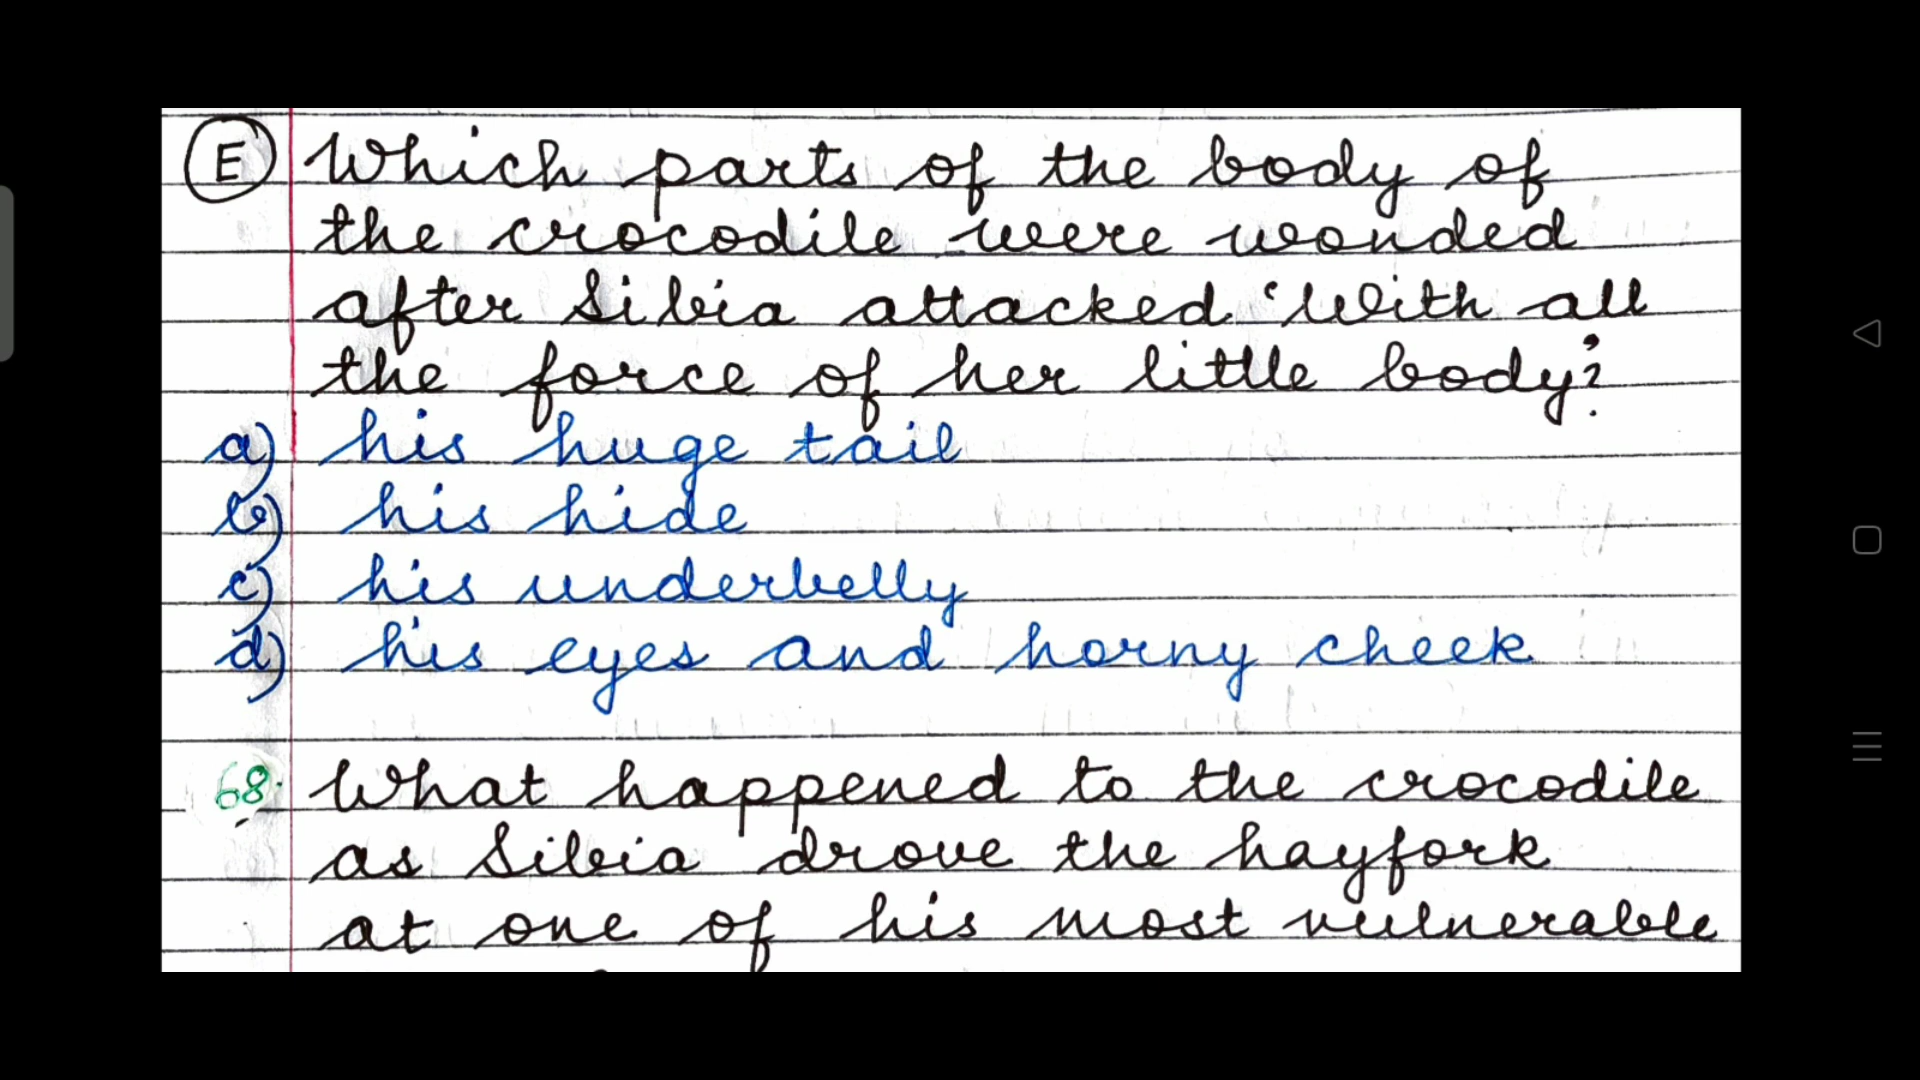 E Which parts of the body of
the crocodile were wonded
after Sibia attacked 'With all
the force of her little body'?
a) his huge tail
b) his hide
c) his underbelly
d) his eyes and horny cheek
68. What happened to the crocodile
as Sibia drove the hayfork
at one of his most vulnerable